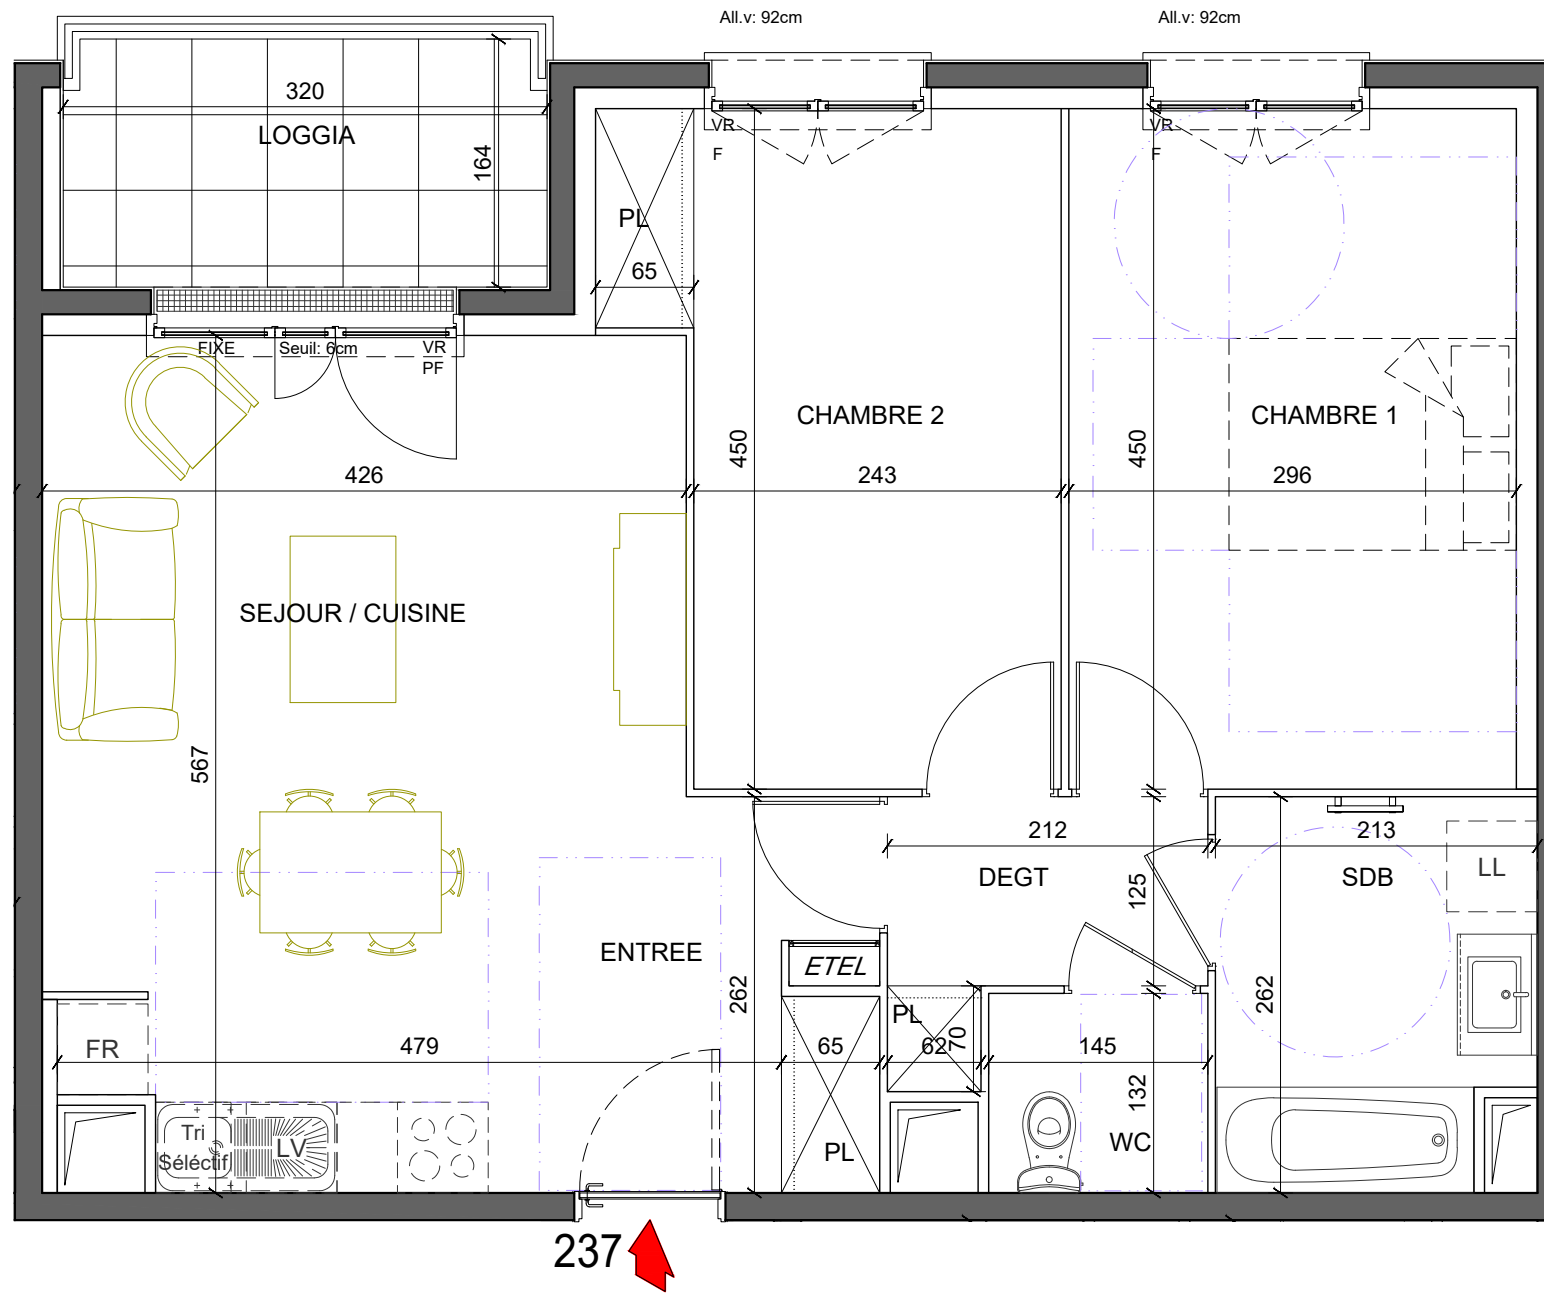 All.v: 92cm
All.v: 92cm
320
LOGGIA
164
VR
F
VR
F
PL
65
FIXE
Seuil: 6cm
VR
PF
CHAMBRE 2
CHAMBRE 1
450
450
426
243
296
SEJOUR / CUISINE
567
212
213
DEGT
125
SDB
LL
ENTREE
ETEL
262
262
PL
70
FR
479
65
62
145
132
Tri
Séléctif
LV
PL
WC
237